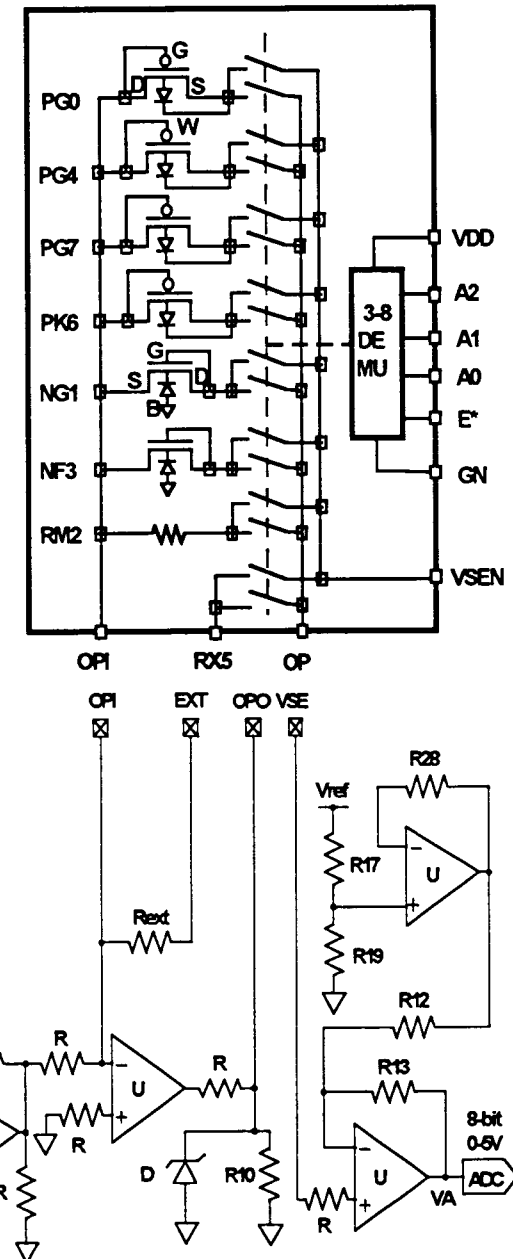 G
D
S
PG0
W
PG4
PG7
VDD
PK6
3-8
DE
MU
A2
A1
A0
E*
G
S
D
B
NG1
GN
NF3
RM2
VSEN
OPI
RX5
OP
OPI
EXT
OPO
VSE
R28
Vref
R17
−
+
U
Rext
R19
R12
R
R13
−
+
U
R
R
8-bit
0-5V
ADC
R
D
R10
−
+
U
R
VA